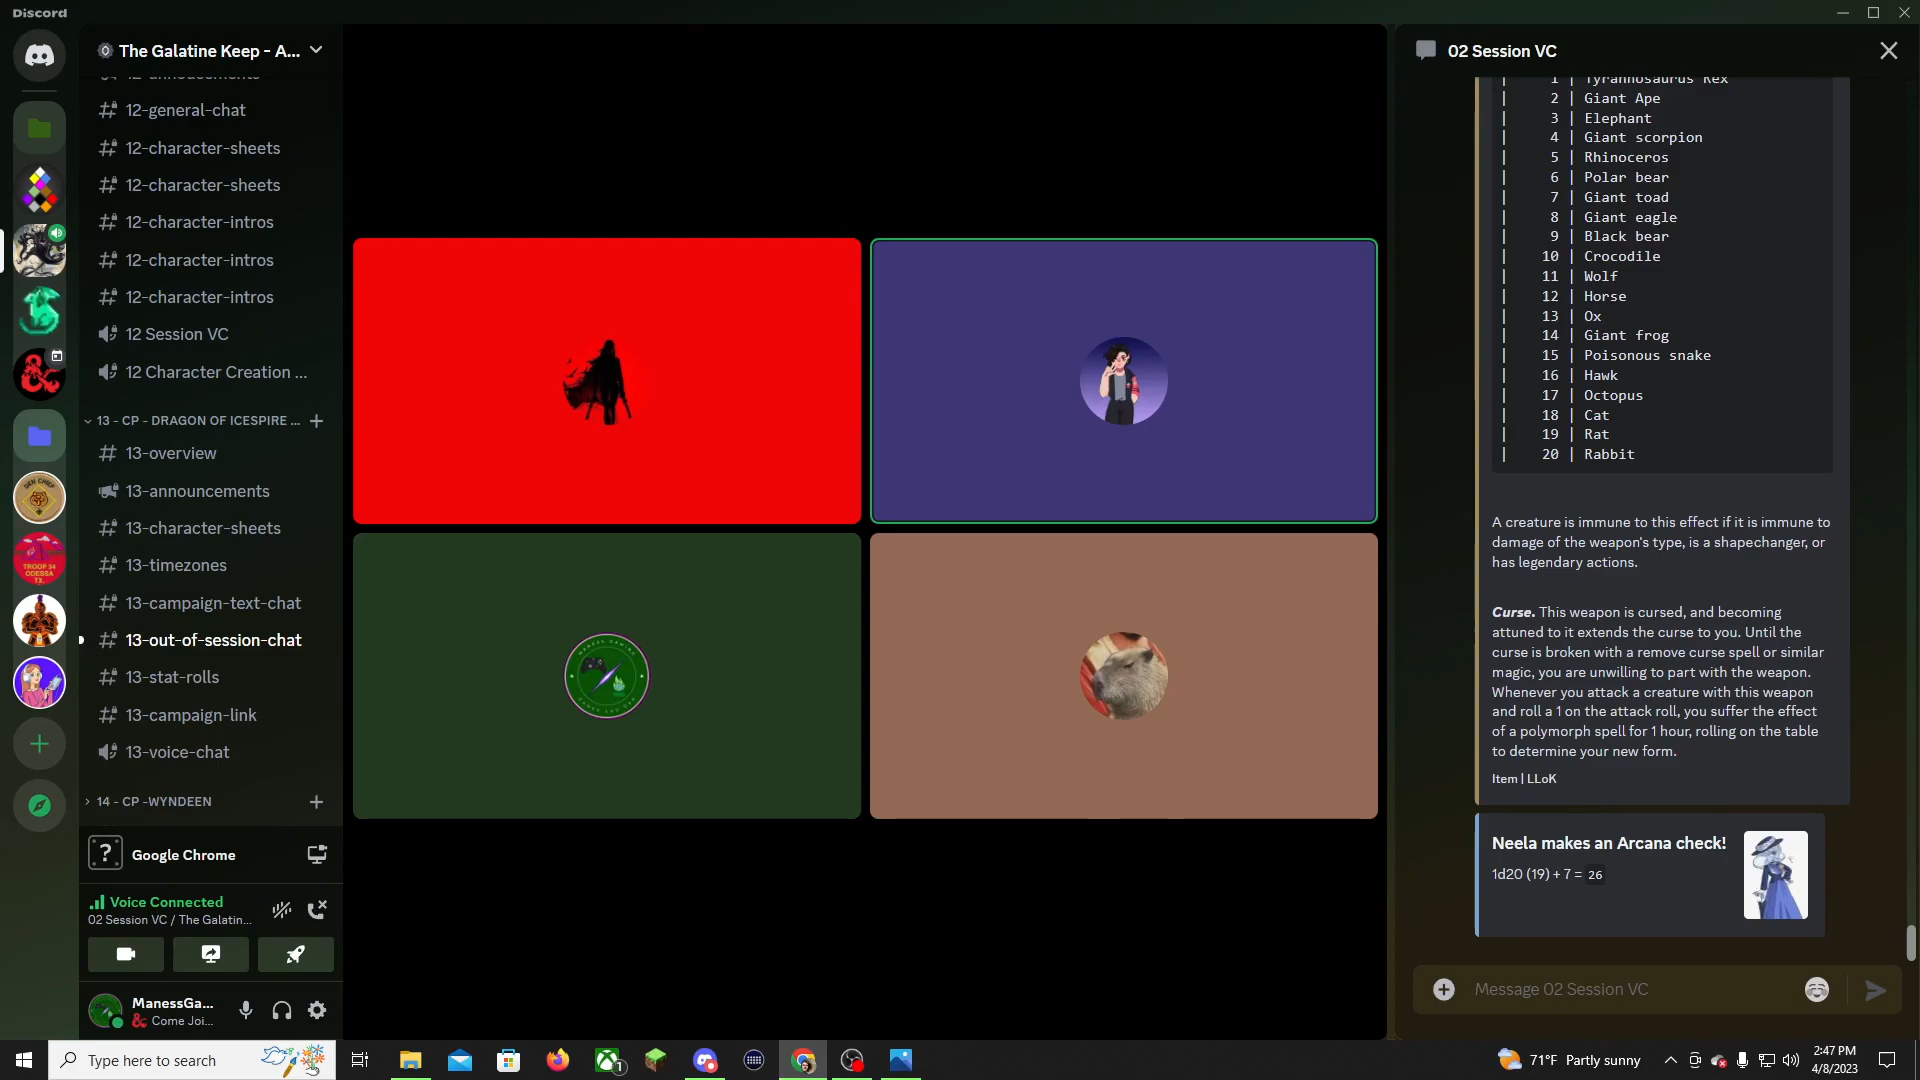 Discord
The Galatine Keep - A...
12-general-chat
12-character-sheets
12-character-sheets
12-character-intros
12-character-intros
12-character-intros
12 Session VC
12 Character Creation ...
13 - CP - DRAGON OF ICESPIRE ...
13-overview
13-announcements
13-character-sheets
13-timezones
13-campaign-text-chat
13-out-of-session-chat
13-stat-rolls
13-campaign-link
13-voice-chat
14 - CP -WYNDEEN
DEN CHIEF
TROOP 34
ODESSA
TX.
? Google Chrome
Voice Connected
02 Session VC / The Galatin...
ManessGa...
Come Joi...
MANESS GAMING
02 Session VC
| 1 | Tyrannosaurus Rex
| 2 | Giant Ape
| 3 | Elephant
| 4 | Giant scorpion
| 5 | Rhinoceros
| 6 | Polar bear
| 7 | Giant toad
| 8 | Giant eagle
| 9 | Black bear
| 10 | Crocodile
| 11 | Wolf
| 12 | Horse
| 13 | Ox
| 14 | Giant frog
| 15 | Poisonous snake
| 16 | Hawk
| 17 | Octopus
| 18 | Cat
| 19 | Rat
| 20 | Rabbit
A creature is immune to this effect if it is immune to
damage of the weapon's type, is a shapechanger, or
has legendary actions.
Curse. This weapon is cursed, and becoming
attuned to it extends the curse to you. Until the
curse is broken with a remove curse spell or similar
magic, you are unwilling to part with the weapon.
Whenever you attack a creature with this weapon
and roll a 1 on the attack roll, you suffer the effect
of a polymorph spell for 1 hour, rolling on the table
to determine your new form.
Item | LLoK
Neela makes an Arcana check!
1d20 (19) + 7 = 26
Message 02 Session VC
Type here to search
1
71°F Partly sunny
2:47 PM
4/8/2023